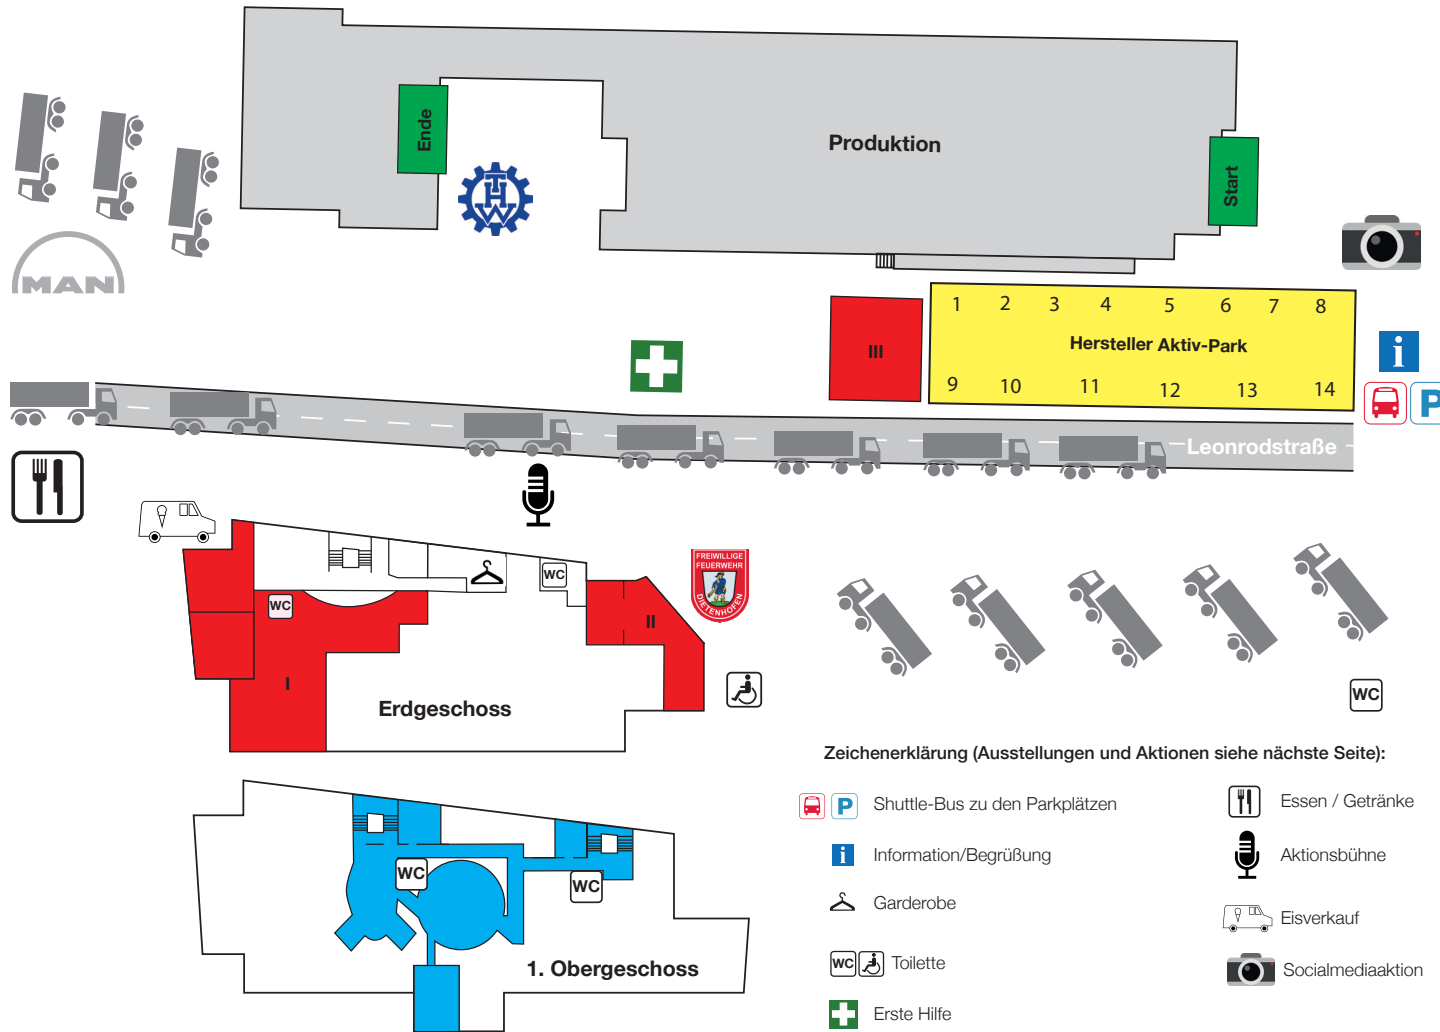 Produktion
Ende
Start
THW
MAN
1 2 3 4 5 6 7 8
Hersteller Aktiv-Park
9 10 11 12 13 14
III
i
P
Leonrodstraße
WC
WC
FREIWILLIGE
FEUERWEHR
DIETENHOFEN
I
II
Erdgeschoss
WC
Zeichenerklärung (Ausstellungen und Aktionen siehe nächste Seite):
P Shuttle-Bus zu den Parkplätzen
i Information/Begrüßung
Garderobe
WC Toilette
Erste Hilfe
Essen / Getränke
Aktionsbühne
Eisverkauf
Socialmediaaktion
WC
WC
1. Obergeschoss